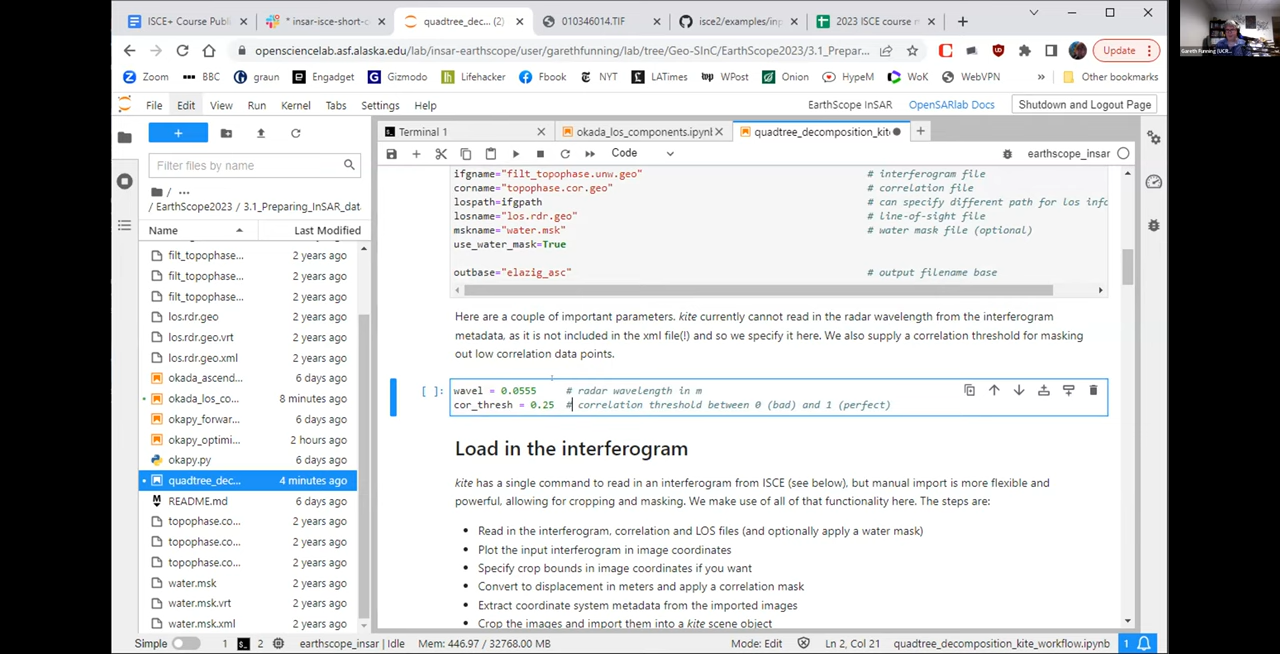 ISCE+ Course Publ
* insar-isce-short-c
quadtree_dec... (2)
010346014.TIF
isce2/examples/inp
2023 ISCE course m
opensciencelab.asf.alaska.edu/lab/insar-earthscope/user/garethfunning/lab/tree/Geo-SInC/EarthScope2023/3.1_Prepar...
Update
Gareth Funning (UCR...
Zoom
BBC
graun
Engadget
Gizmodo
Lifehacker
Fbook
NYT
LATimes
WPost
Onion
HypeM
WoK
WebVPN
»
Other bookmarks
File Edit View Run Kernel Tabs Settings Help
EarthScope InSAR
OpenSARlab Docs
Shutdown and Logout Page
Terminal 1
okada_los_components.ipynl
quadtree_decomposition_kite
Filter files by name
Code
earthscope_insar
/ ...
/ EarthScope2023 / 3.1_Preparing_InSAR_data
Name
Last Modified
filt_topophase... 2 years ago
filt_topophase... 2 years ago
filt_topophase... 2 years ago
los.rdr.geo 2 years ago
los.rdr.geo.vrt 2 years ago
los.rdr.geo.xml 2 years ago
okada_ascend... 6 days ago
okada_los_co... 8 minutes ago
okapy_forwar... 6 days ago
okapy_optimi... 2 hours ago
okapy.py 6 days ago
quadtree_dec... 4 minutes ago
README.md 6 days ago
topophase.co... 2 years ago
topophase.co... 2 years ago
topophase.co... 2 years ago
water.msk 2 years ago
water.msk.vrt 2 years ago
water.msk.xml 2 years ago
ifgname="filt_topophase.unw.geo" # interferogram file
corname="topophase.cor.geo" # correlation file
lospath=ifgpath # can specify different path for los info
losname="los.rdr.geo" # line-of-sight file
mskname="water.msk" # water mask file (optional)
use_water_mask=True
outbase="elazig_asc" # output filename base
Here are a couple of important parameters. kite currently cannot read in the radar wavelength from the interferogram
metadata, as it is not included in the xml file(!) and so we specify it here. We also supply a correlation threshold for masking
out low correlation data points.
[ ]:
wavel = 0.0555 # radar wavelength in m
cor_thresh = 0.25 # correlation threshold between 0 (bad) and 1 (perfect)
Load in the interferogram
kite has a single command to read in an interferogram from ISCE (see below), but manual import is more flexible and
powerful, allowing for cropping and masking. We make use of all of that functionality here. The steps are:
• Read in the interferogram, correlation and LOS files (and optionally apply a water mask)
• Plot the input interferogram in image coordinates
• Specify crop bounds in image coordinates if you want
• Convert to displacement in meters and apply a correlation mask
• Extract coordinate system metadata from the imported images
• Crop the images and import them into a kite scene object
Simple
1
2
earthscope_insar | Idle
Mem: 446.97 / 32768.00 MB
Mode: Edit
Ln 2, Col 21
quadtree_decomposition_kite_workflow.ipynb
1